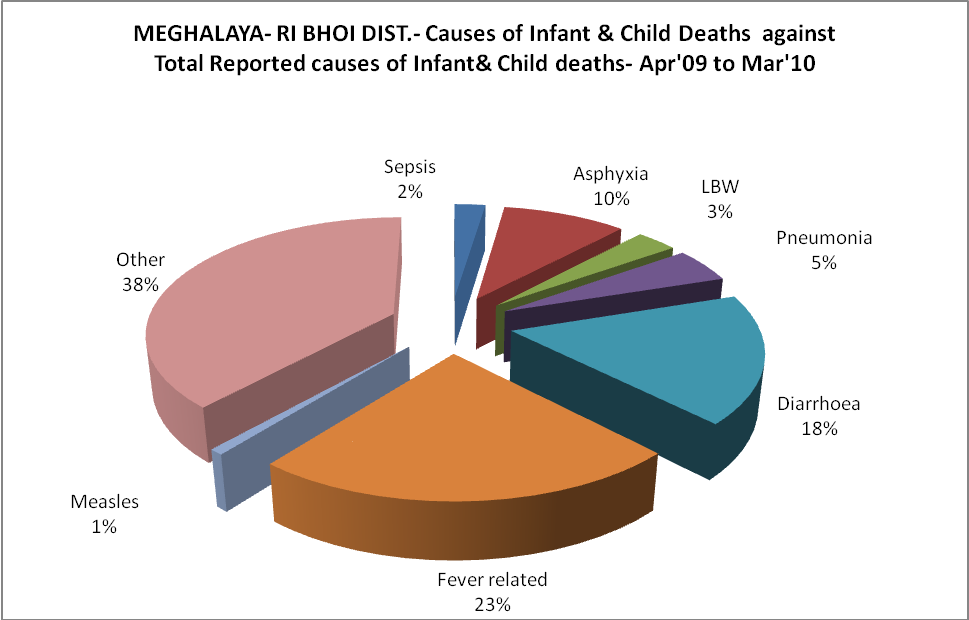 MEGHALAYA- RI BHOI DIST.- Causes of Infant & Child Deaths against
Total Reported causes of Infant& Child deaths- Apr'09 to Mar'10
Sepsis
2%
Asphyxia
10%
LBW
3%
Pneumonia
5%
Diarrhoea
18%
Fever related
23%
Measles
1%
Other
38%